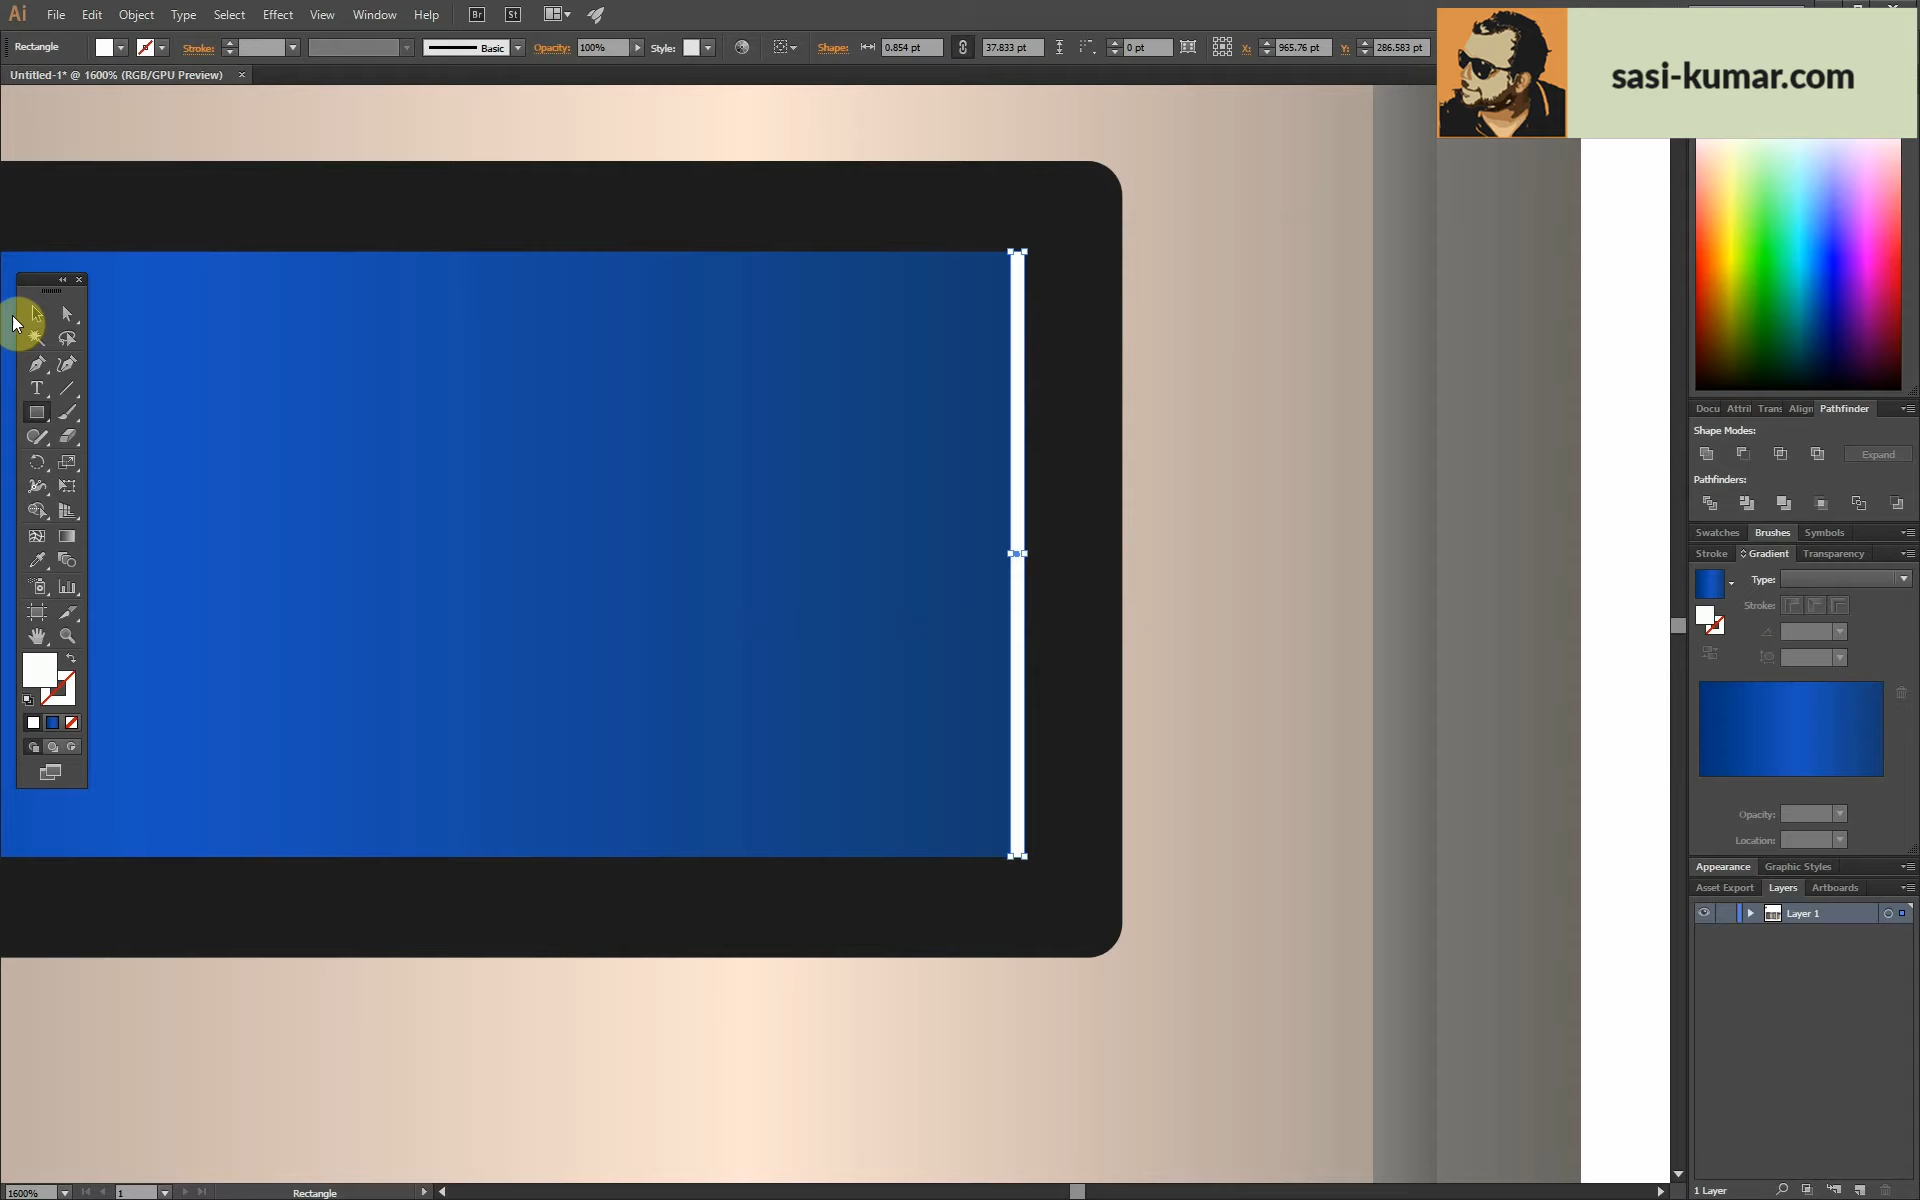 Ai File Edit Object Type Select Effect View Window Help Br St
Rectangle Stroke: Basic Opacity: 100% Style: Shape: 0.854 pt 37.833 pt 0 pt X: 965.76 pt Y: 286.583 pt
sasi-kumar.com
Untitled-1* @ 1600% (RGB/GPU Preview)
Docu Attri Trans Align Pathfinder
Shape Modes:
Expand
Pathfinders:
Swatches Brushes Symbols
Stroke Gradient Transparency
Type:
Stroke:
Opacity:
Location:
Appearance Graphic Styles
Asset Export Layers Artboards
Layer 1
1600% 1 Rectangle 1 Layer